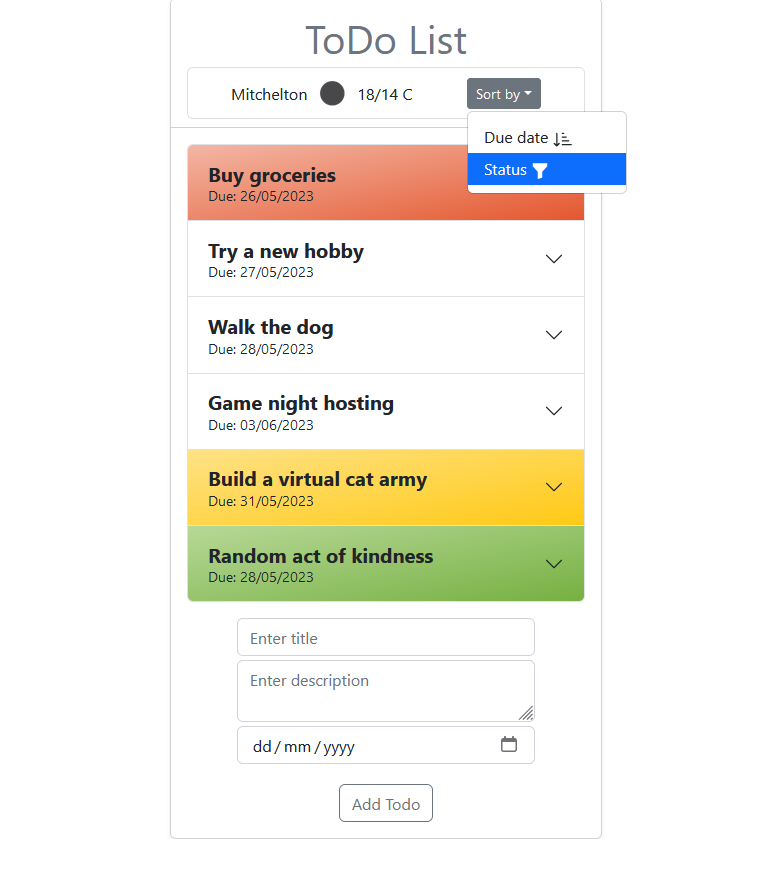 ToDo List
Mitchelton 18/14 C
Sort by
Due date
Status
Buy groceries
Due: 26/05/2023
Try a new hobby
Due: 27/05/2023
Walk the dog
Due: 28/05/2023
Game night hosting
Due: 03/06/2023
Build a virtual cat army
Due: 31/05/2023
Random act of kindness
Due: 28/05/2023
Enter title
Enter description
dd/mm/yyyy
Add Todo